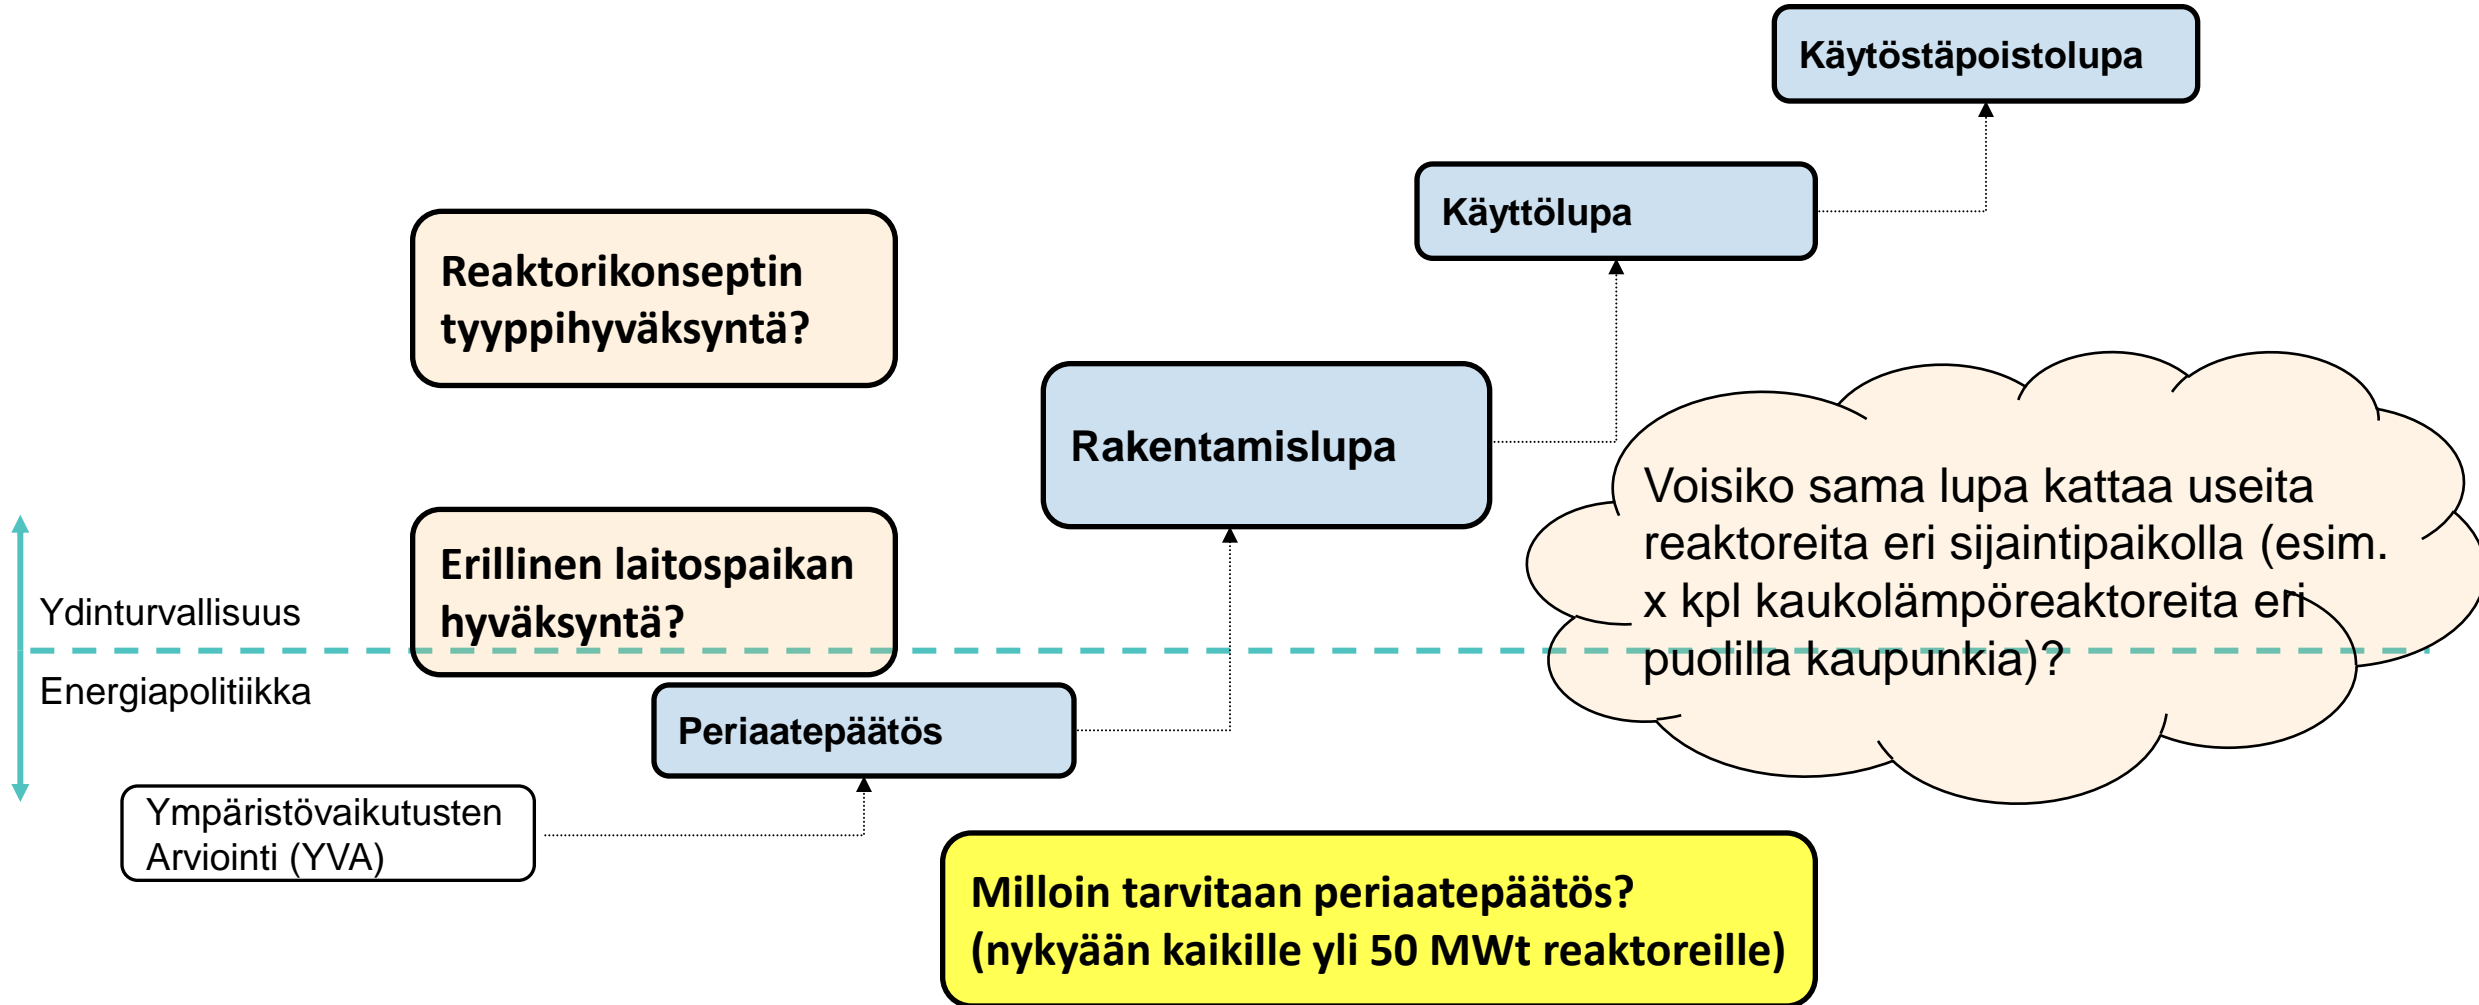 Käytöstäpoistolupa
Käyttölupa
Reaktorikonseptin
tyyppihyväksyntä?
Rakentamislupa
Voisiko sama lupa kattaa useita
reaktoreita eri sijaintipaikolla (esim.
x kpl kaukolämpöreaktoreita eri
puolilla kaupunkia)?
Erillinen laitospaikan
hyväksyntä?
Ydinturvallisuus
Energiapolitiikka
Periaatepäätös
Ympäristövaikutusten
Arviointi (YVA)
Milloin tarvitaan periaatepäätös?
(nykyään kaikille yli 50 MWt reaktoreille)